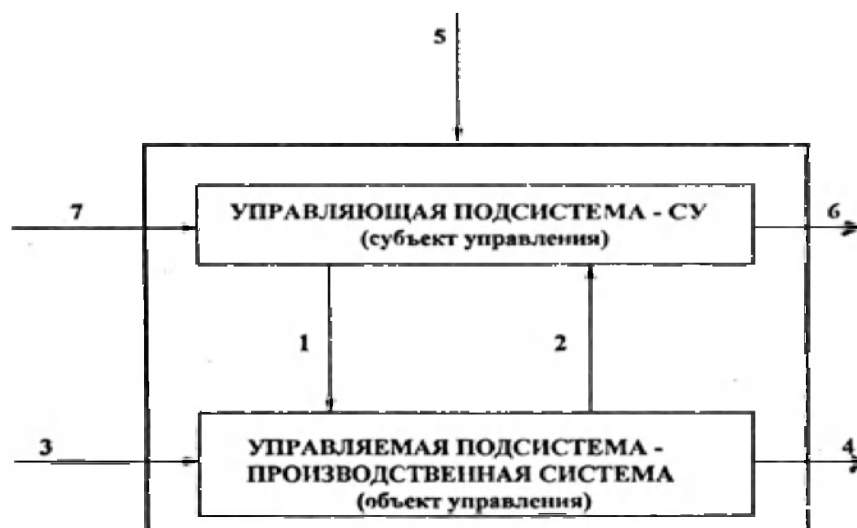 5
7
УПРАВЛЯЮЩАЯ ПОДСИСТЕМА - СУ
6
(субъект управления)
1
2
3
УПРАВЛЯЕМАЯ ПОДСИСТЕМА -
4
ПРОИЗВОДСТВЕННАЯ СИСТЕМА
(объект управления)